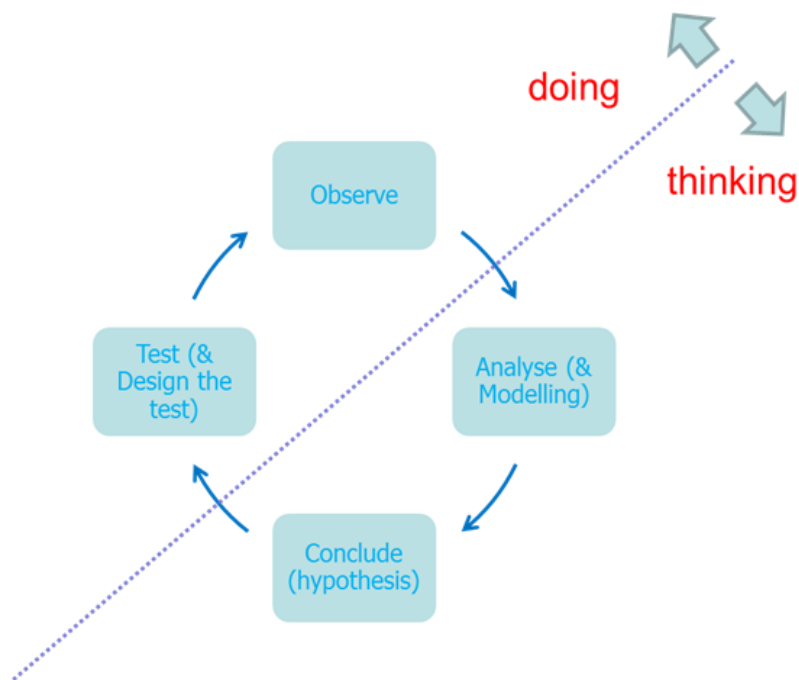 doing
thinking
Observe
Test (&
Design the
test)
Analyse (&
Modelling)
Conclude
(hypothesis)